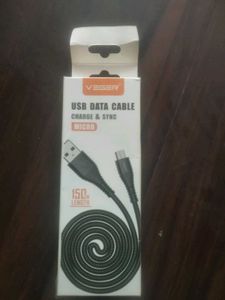 VEGER
USB DATA CABLE
CHARGE & SYNC
MICRO
150
LENGTH